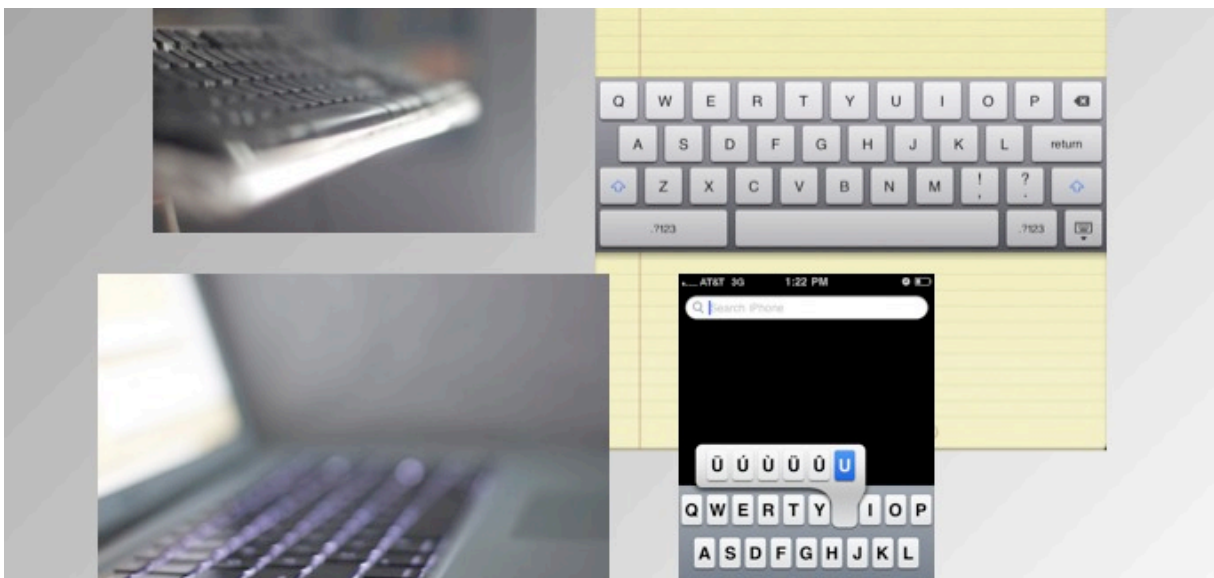 Q W E R T Y U I O P
A S D F G H J K L return
Z X C V B N M ! , ? .
.?123 .?123
AT&T 3G 1:22 PM
Search iPhone
Ü Ú Ù Û U
Q W E R T Y I O P
A S D F G H J K L